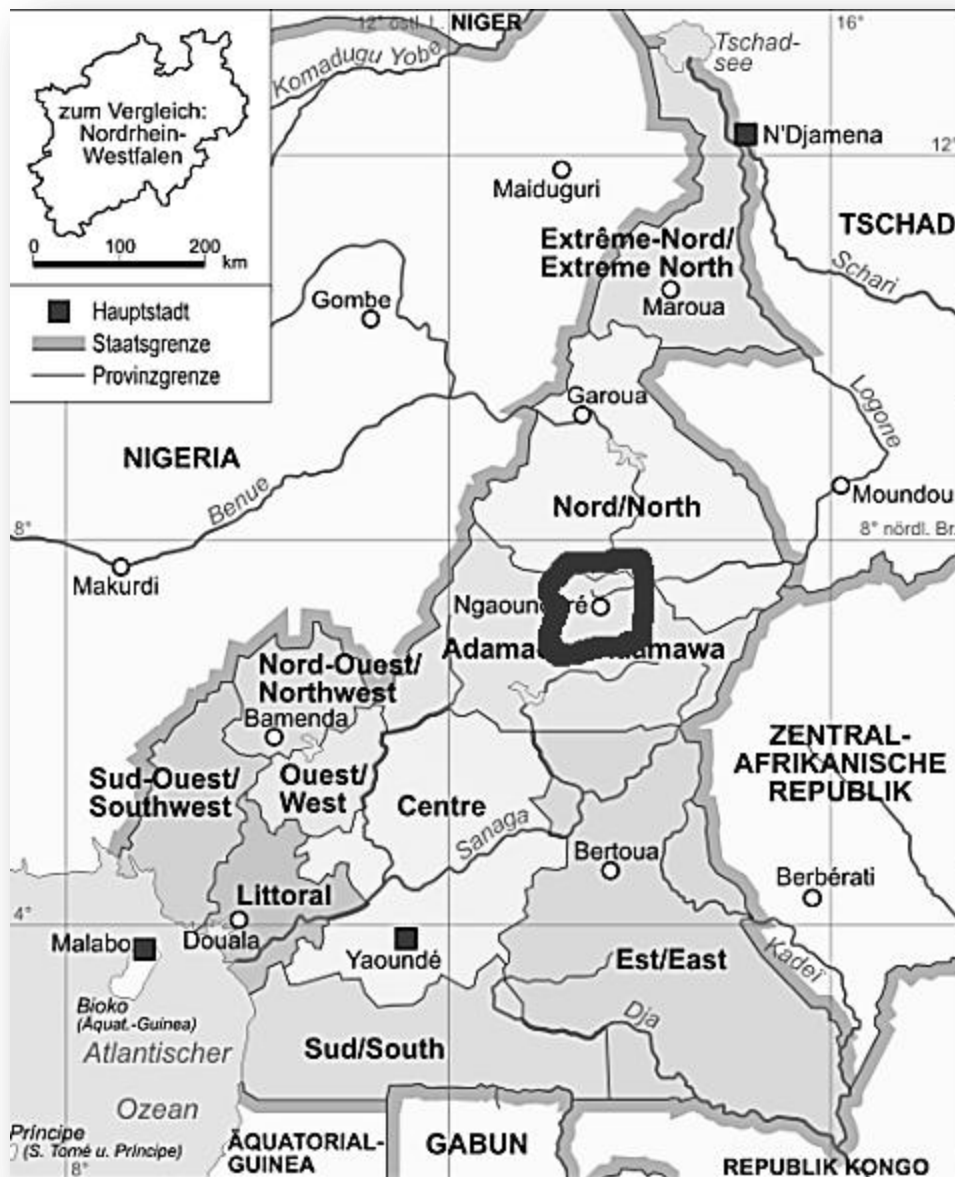 12° östl. L.
NIGER
16°
Komadugu Yobe
Tschad-
see
zum Vergleich:
Nordrhein-
Westfalen
N'Djamena
12°
Maiduguri
0 100 200
km
TSCHAD
Extrême-Nord/
Extreme North
Schari
Maroua
Gombe
Hauptstadt
Staatsgrenze
Provinzgrenze
Garoua
Logone
NIGERIA
Benue
Moundou
Nord/North
8°
8° nördl. Br.
Makurdi
Nord-Ouest/
Northwest
Bamenda
ZENTRAL-
AFRIKANISCHE
REPUBLIK
Sud-Ouest/
Southwest
Ouest/
West
Centre
Sanaga
Bertoua
Berbérati
Littoral
4°
Malabo
Douala
Yaoundé
Est/East
Kadeï
Bioko
(Äquat.-Guinea)
Dja
Atlantischer
Ozean
Sud/South
Príncipe
(S. Tomé u. Príncipe)
8°
ÄQUATORIAL-
GUINEA
GABUN
REPUBLIK KONGO